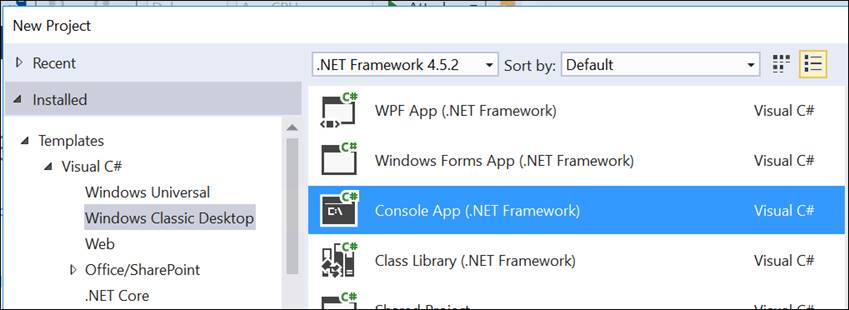 New Project
Recent
.NET Framework 4.5.2 Sort by: Default
Installed
Templates
Visual C#
Windows Universal
Windows Classic Desktop
Web
Office/SharePoint
.NET Core
C# WPF App (.NET Framework) Visual C#
C# Windows Forms App (.NET Framework) Visual C#
C# C:\ Console App (.NET Framework) Visual C#
C# Class Library (.NET Framework) Visual C#
C# Shared Project